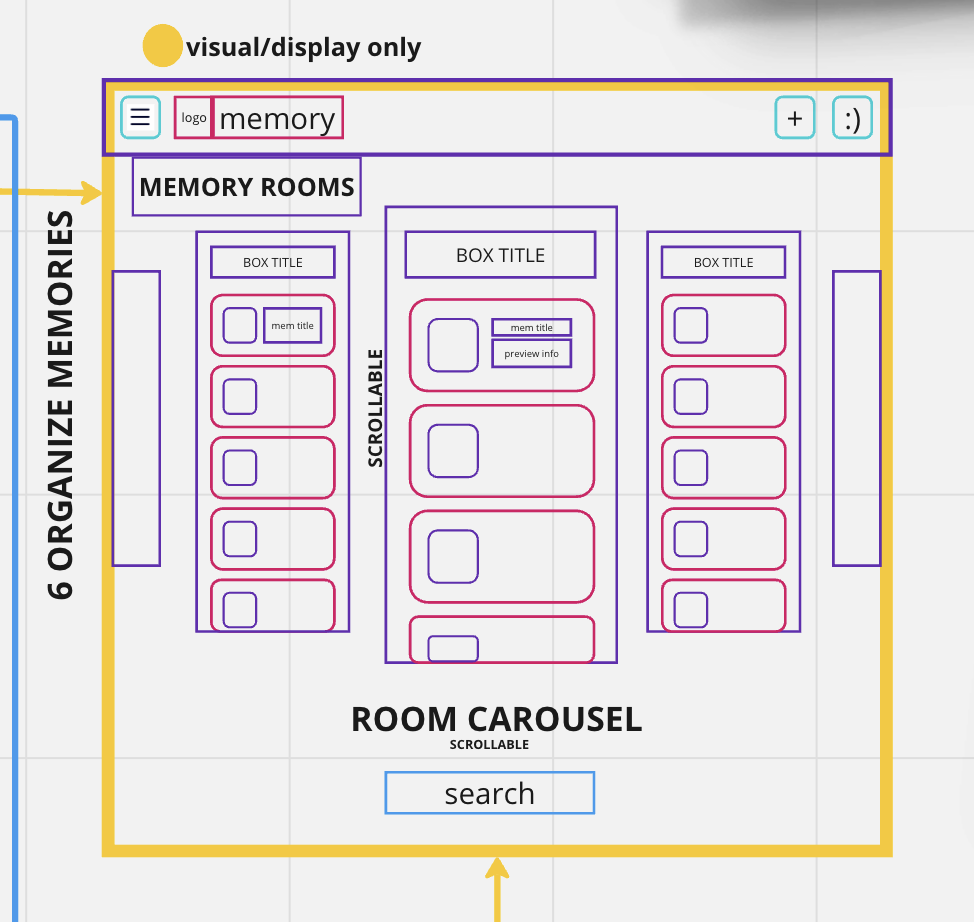 visual/display only
logo
memory
+
:)
MEMORY ROOMS
6 ORGANIZE MEMORIES
BOX TITLE
mem title
SCROLLABLE
BOX TITLE
mem title
preview info
BOX TITLE
ROOM CAROUSEL
SCROLLABLE
search